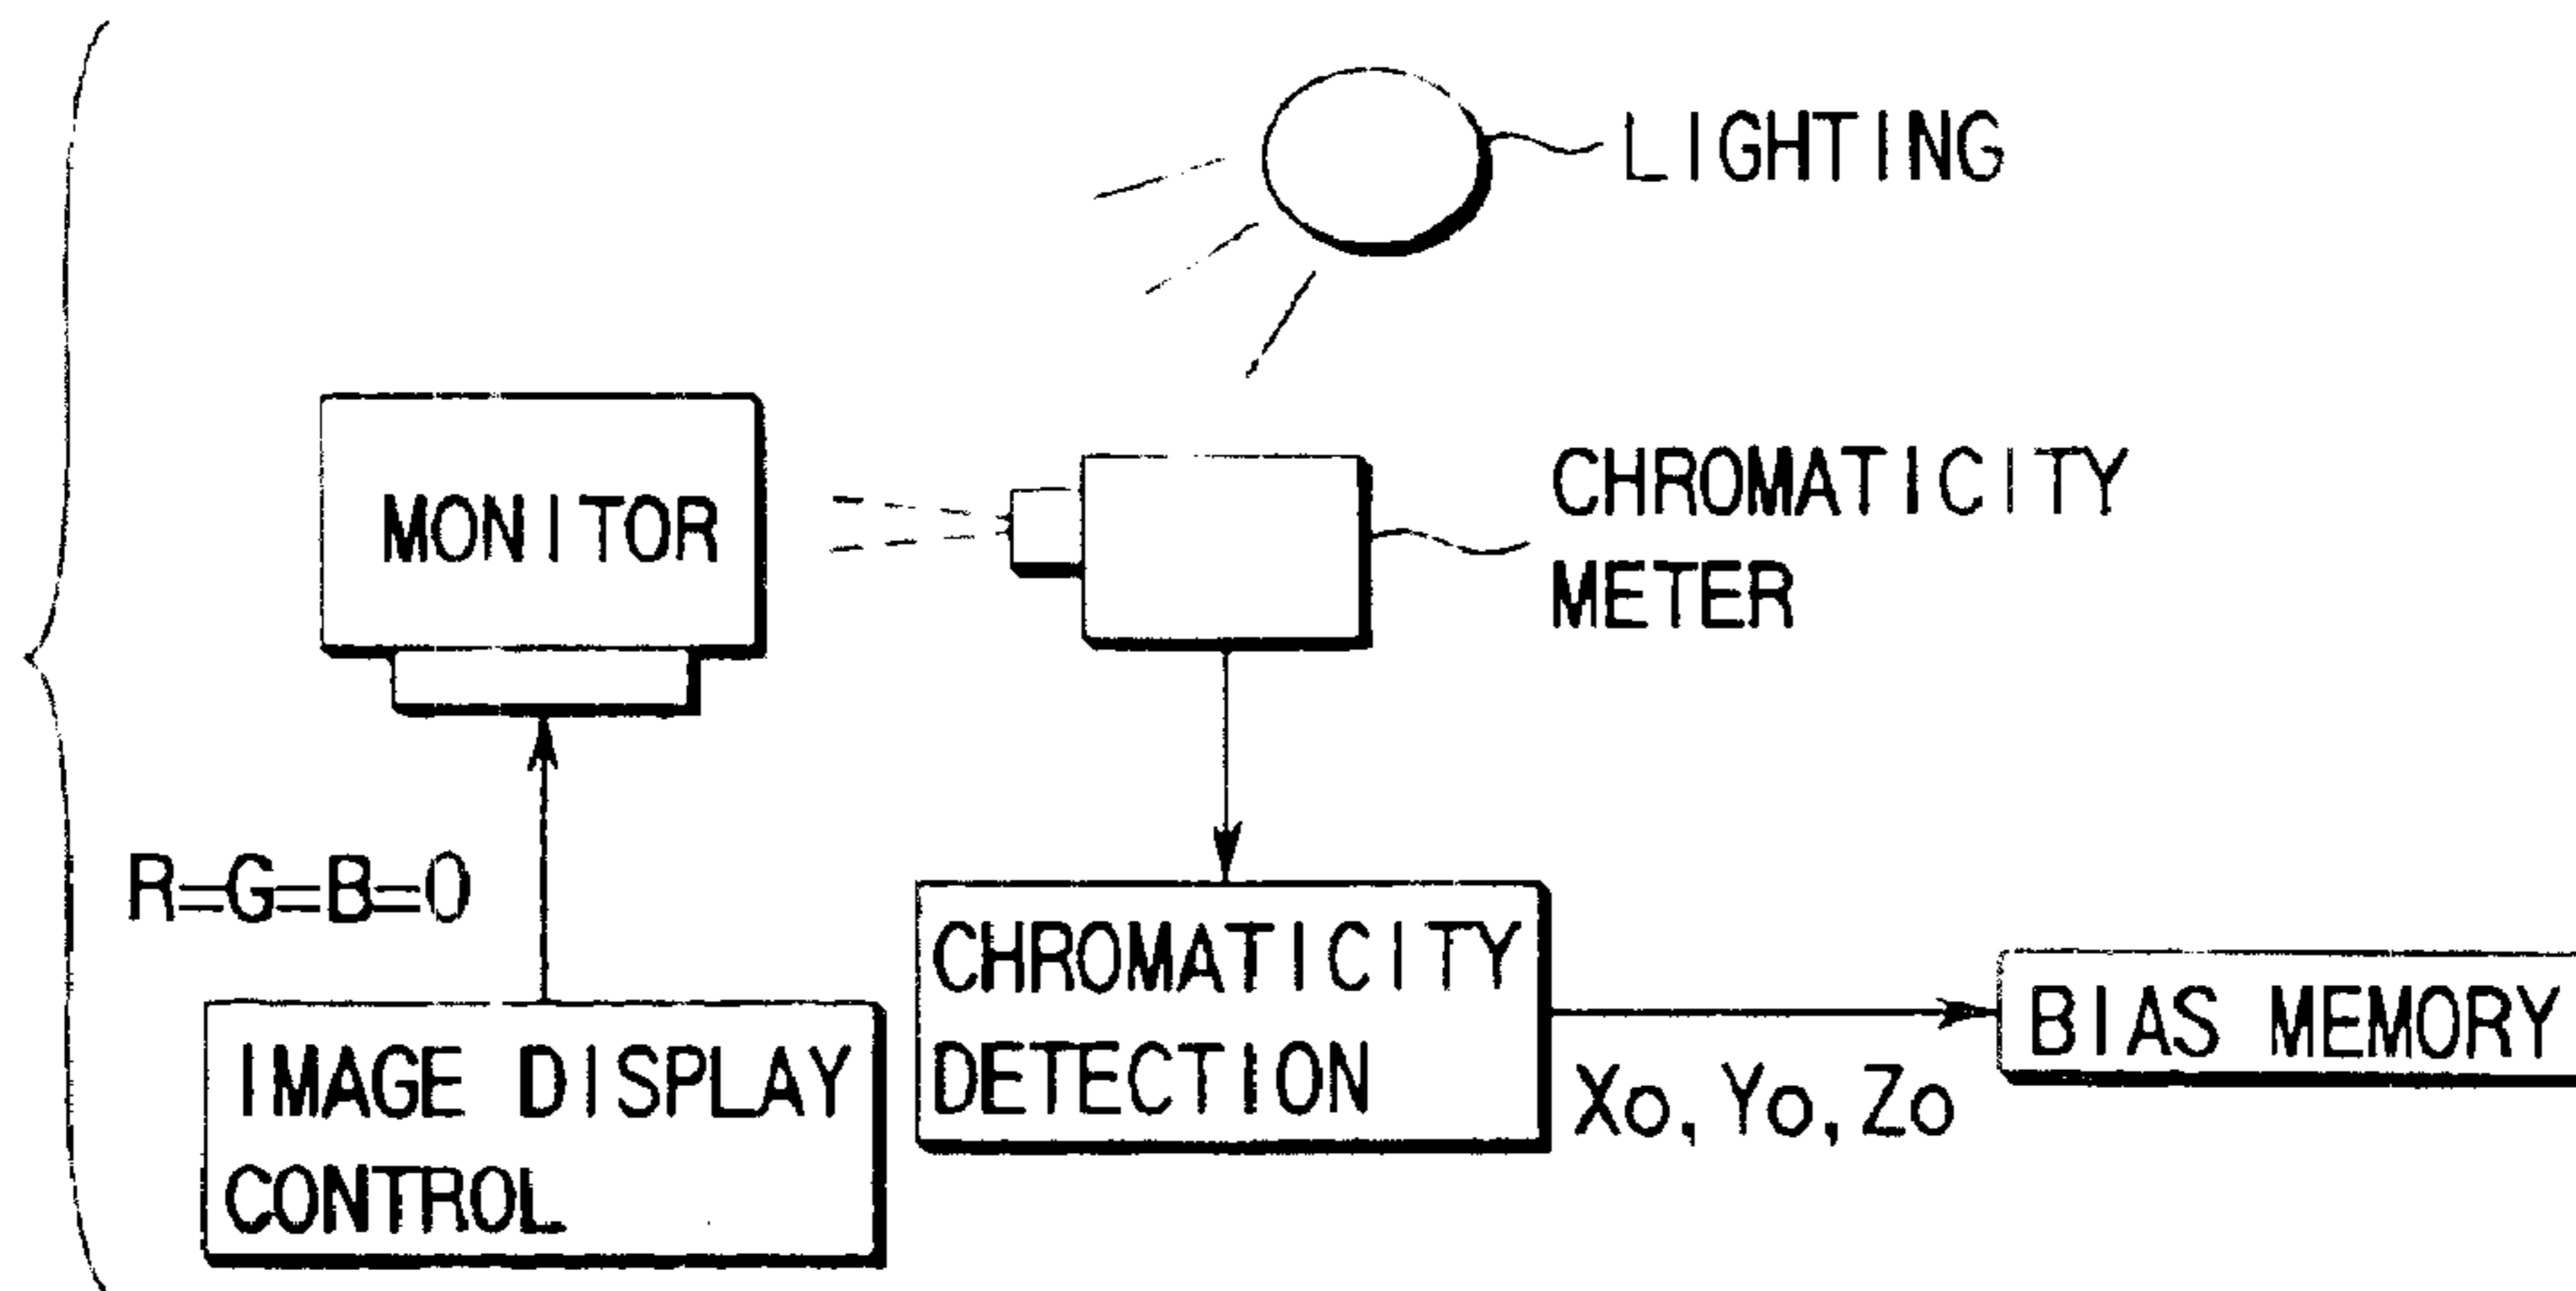 LIGHTING
MONITOR
CHROMATICITY
METER
R=G=B=0
CHROMATICITY
DETECTION
BIAS MEMORY
Xo, Yo, Zo
IMAGE DISPLAY
CONTROL